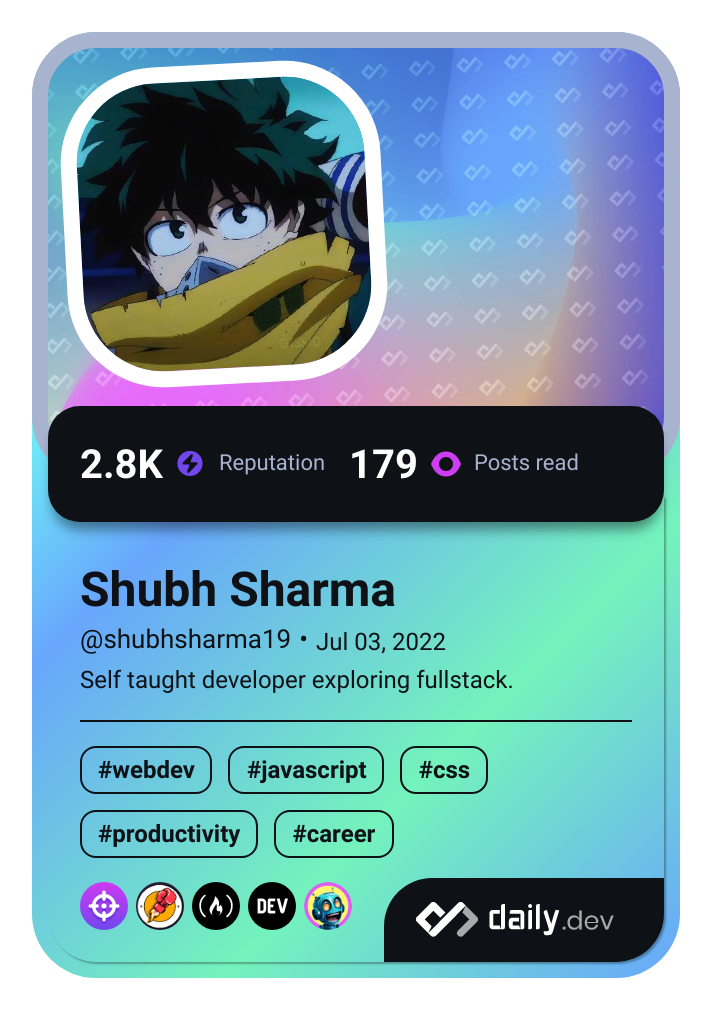 2.8K Reputation 179 Posts read
Shubh Sharma
@shubhsharma19 • Jul 03, 2022
Self taught developer exploring fullstack.
#webdev #javascript #css
#productivity #career
DEV
daily.dev